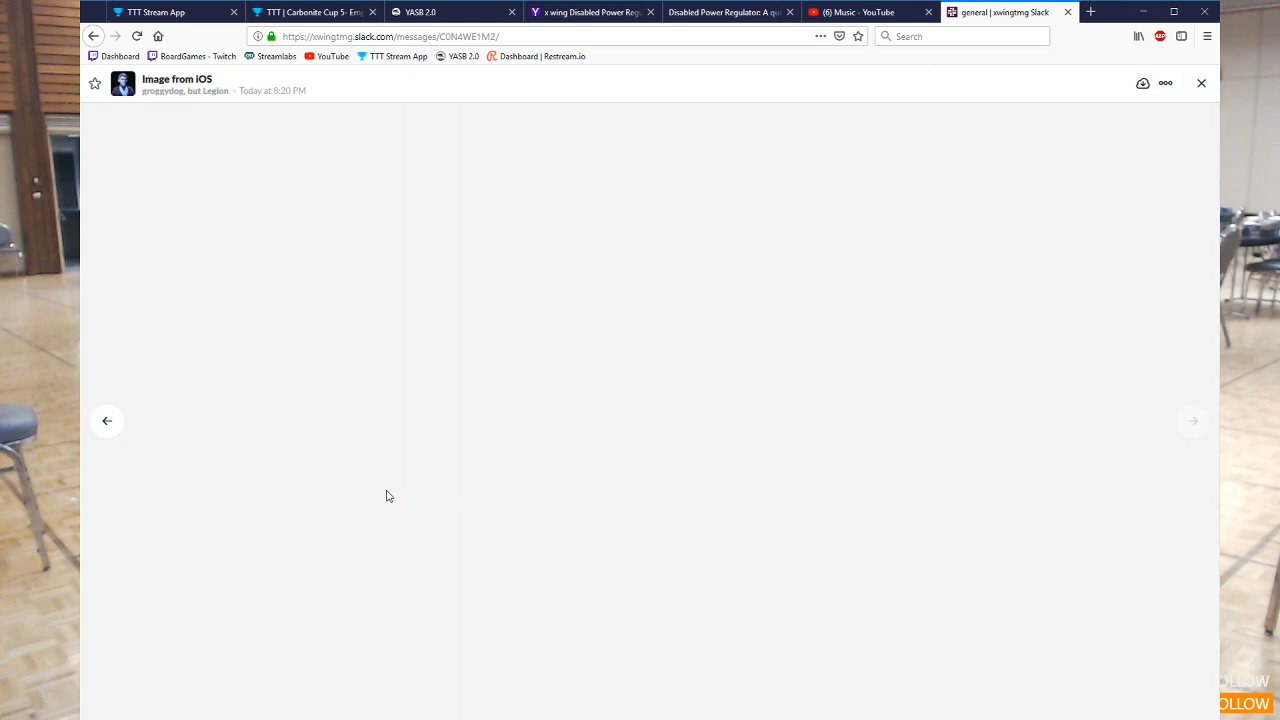 TTT Stream App
TTT | Carbonite Cup 5- Emp
YASB 2.0
x wing Disabled Power Regu
Disabled Power Regulator: A qu
(6) Music - YouTube
general | xwingtmg Slack
https://xwingtmg.slack.com/messages/C0N4WE1M2/
Search
Dashboard
BoardGames - Twitch
Streamlabs
YouTube
TTT Stream App
YASB 2.0
Dashboard | Restream.io
Image from iOS
groggydog, but Legion • Today at 8:20 PM
OLLOW
OLLOW